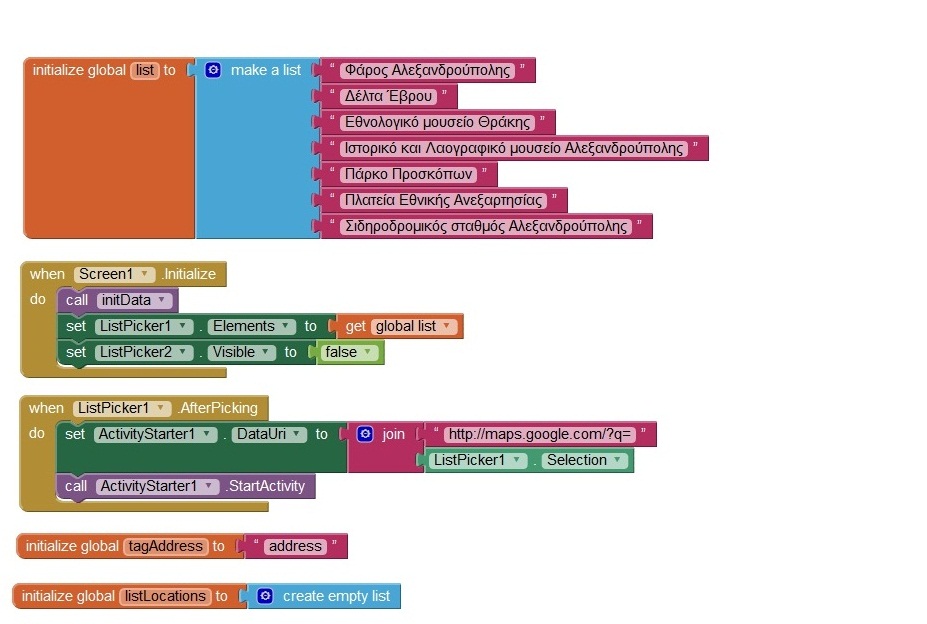 initialize global list to make a list " Φάρος Αλεξανδρούπολης "
" Δέλτα Έβρου "
" Εθνολογικό μουσείο Θράκης "
" Ιστορικό και Λαογραφικό μουσείο Αλεξανδρούπολης "
" Πάρκο Προσκόπων "
" Πλατεία Εθνικής Ανεξαρτησίας "
" Σιδηροδρομικός σταθμός Αλεξανδρούπολης "
when Screen1 .Initialize
do call initData
set ListPicker1 . Elements to get global list
set ListPicker2 . Visible to false
when ListPicker1 .AfterPicking
do set ActivityStarter1 . DataUri to join " http://maps.google.com/?q= "
ListPicker1 . Selection
call ActivityStarter1 .StartActivity
initialize global tagAddress to " address "
initialize global listLocations to create empty list